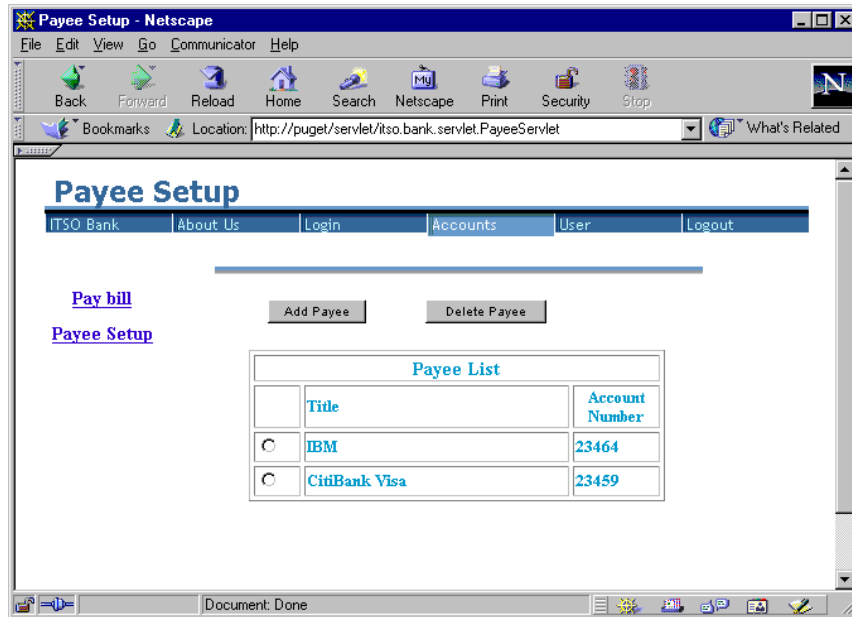 Payee Setup - Netscape
File Edit View Go Communicator Help
My
N
Back Forward Reload Home Search Netscape Print Security Stop
Bookmarks Location: http://puget/servlet/itso.bank.servlet.PayeeServlet What's Related
Payee Setup
ITSO Bank About Us Login Accounts User Logout
Pay bill
Add Payee Delete Payee
Payee Setup
Payee List
Title Account Number
IBM 23464
CitiBank Visa 23459
Document: Done